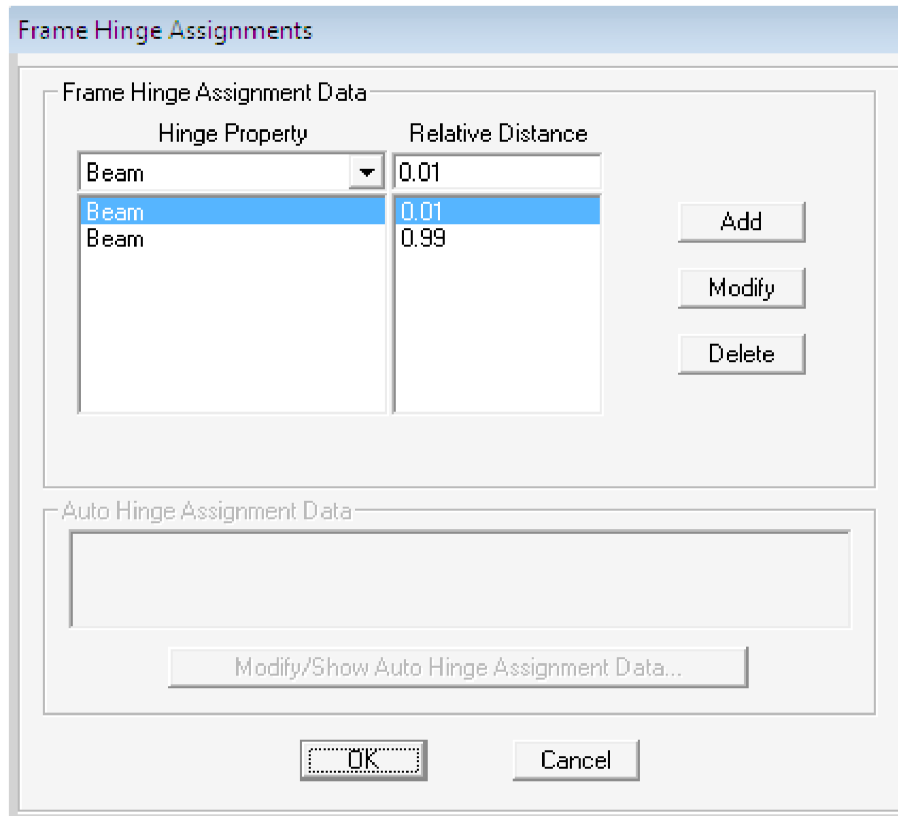 Frame Hinge Assignments
Frame Hinge Assignment Data
Hinge Property Relative Distance
Beam 0.01
Beam 0.01
Beam 0.99
Add
Modify
Delete
Auto Hinge Assignment Data
Modify/Show Auto Hinge Assignment Data...
OK Cancel